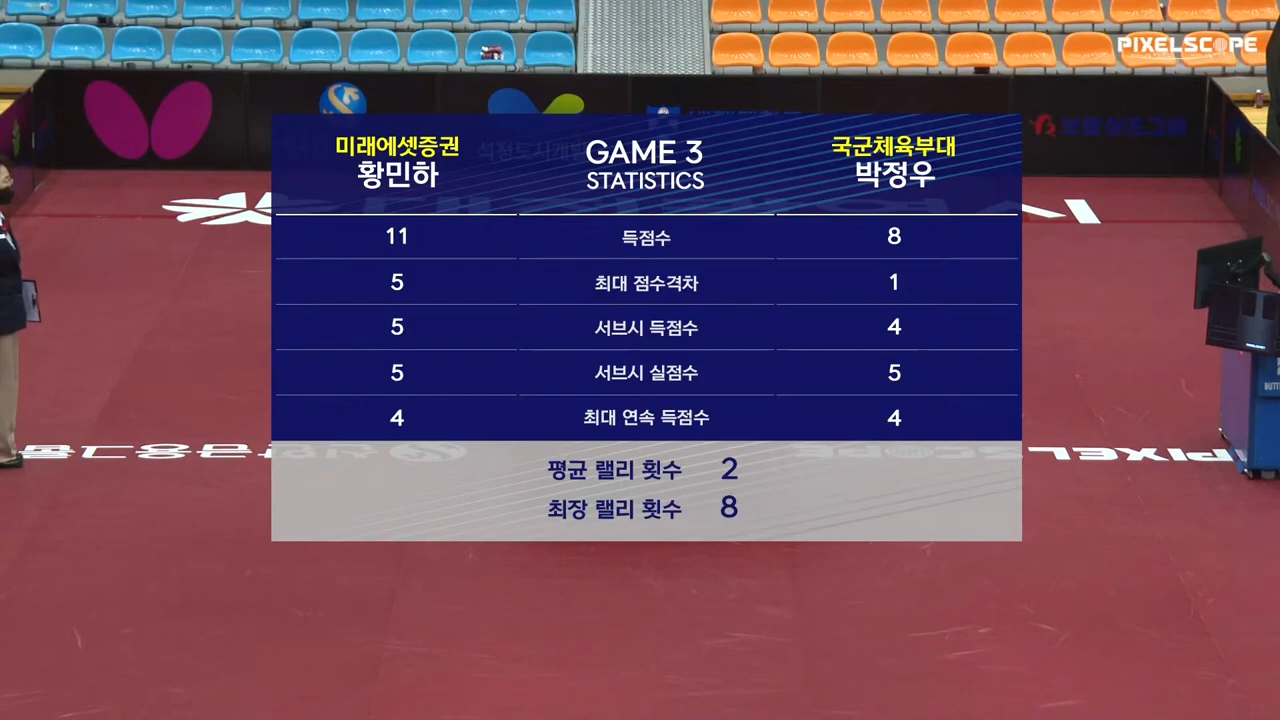 PIXELSCOPE
미래에셋증권
황민하
GAME 3
STATISTICS
국군체육부대
박정우
11 득점수 8
5 최대 점수격차 1
5 서브시 득점수 4
5 서브시 실점수 5
4 최대 연속 득점수 4
평균 랠리 횟수 2
최장 랠리 횟수 8